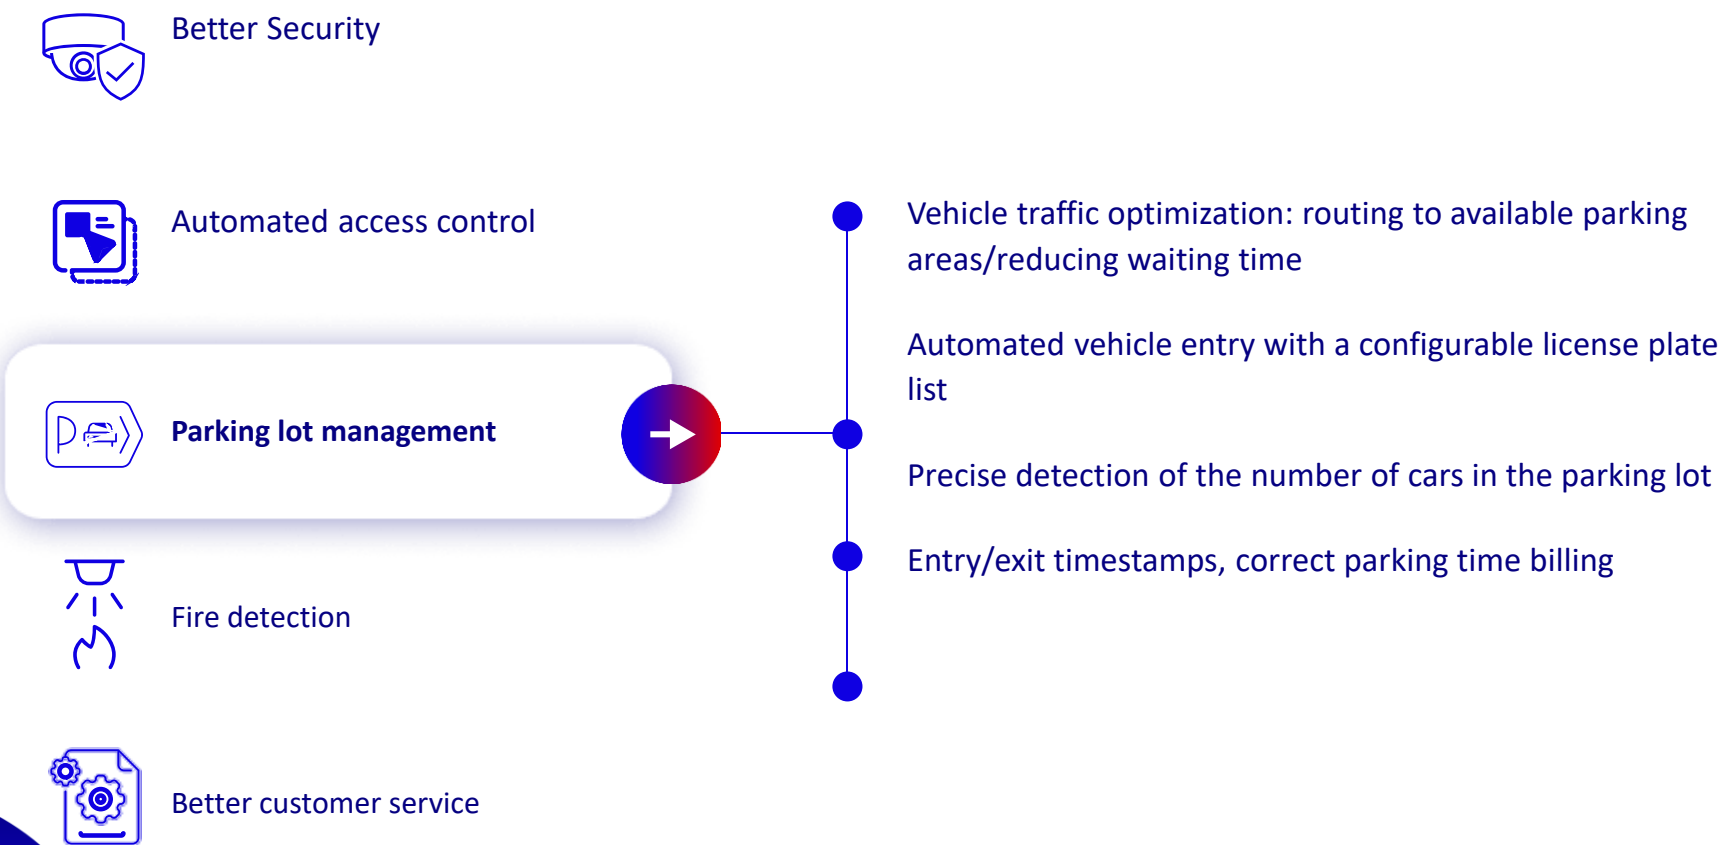 Better Security
Automated access control
Parking lot management
Fire detection
Better customer service
Vehicle traffic optimization: routing to available parking
areas/reducing waiting time
Automated vehicle entry with a configurable license plate
list
Precise detection of the number of cars in the parking lot
Entry/exit timestamps, correct parking time billing